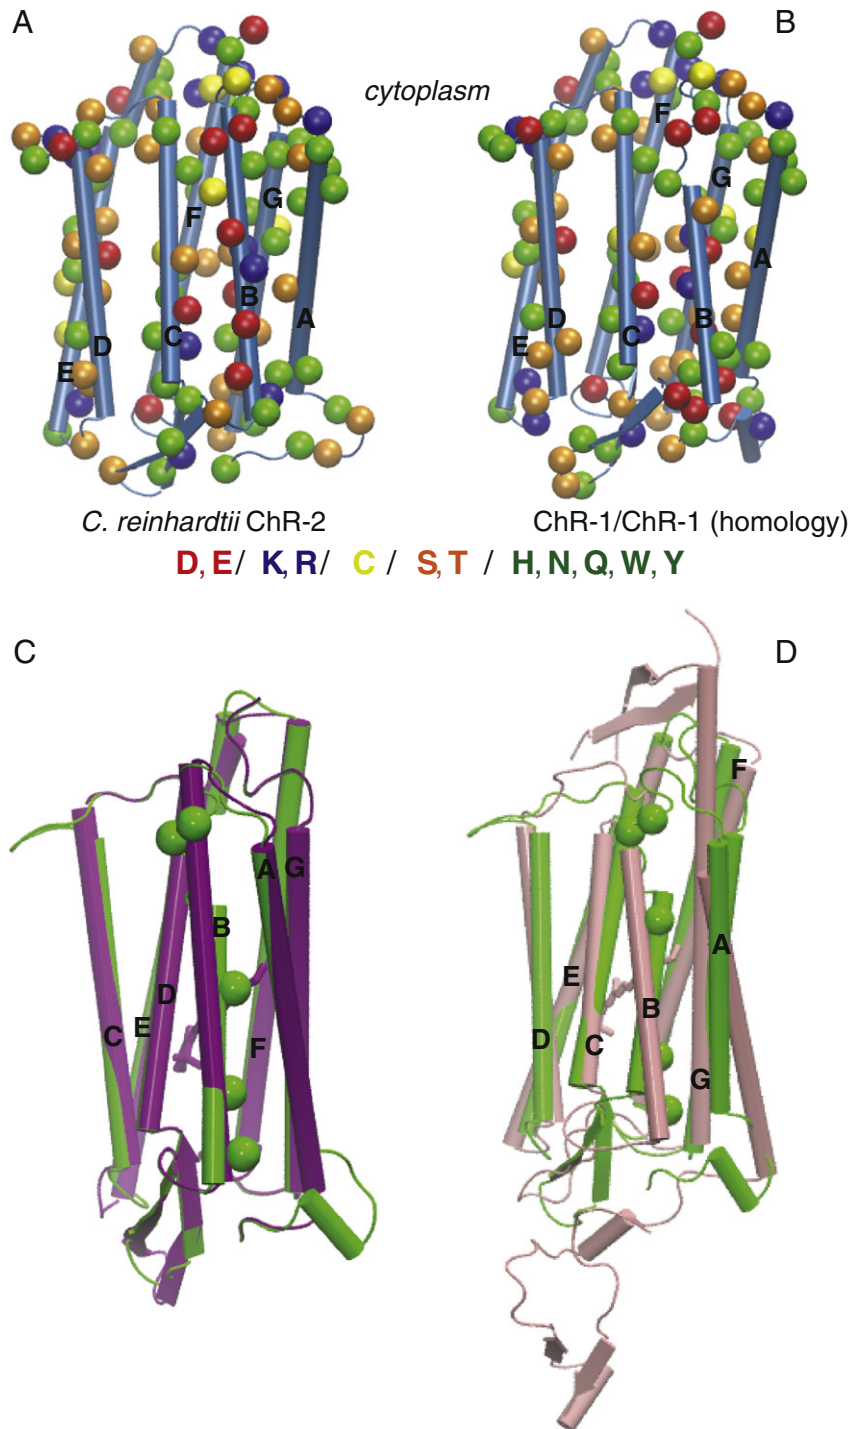 A
B
cytoplasm
F
F
G
G
A
B
A
D
C
E
D
B
C
E
C. reinhardtii ChR-2
ChR-1/ChR-1 (homology)
D, E/ K, R/ C / S, T / H, N, Q, W, Y
C
D
F
A G
B
A
D
E
B
C E
F
D
C
G